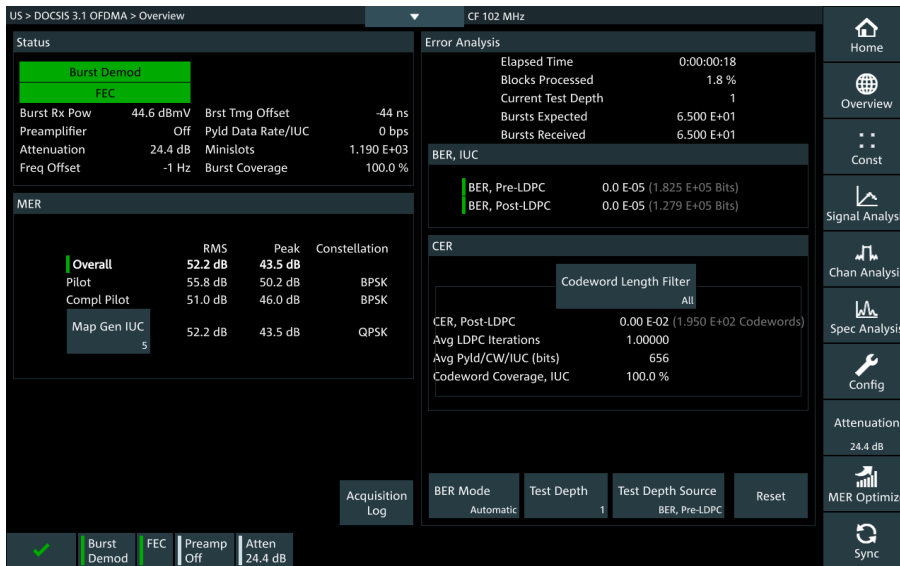 US > DOCSIS 3.1 OFDMA > Overview
CF 102 MHz
Status
Burst Demod
FEC
Burst Rx Pow 44.6 dBmV Brst Tmg Offset -44 ns
Preamplifier Off Pyld Data Rate/IUC 0 bps
Attenuation 24.4 dB Minislots 1.190 E+03
Freq Offset -1 Hz Burst Coverage 100.0 %
MER
RMS Peak Constellation
Overall 52.2 dB 43.5 dB
Pilot 55.8 dB 50.2 dB BPSK
Compl Pilot 51.0 dB 46.0 dB BPSK
Map Gen IUC 52.2 dB 43.5 dB QPSK
5
Acquisition
Log
Error Analysis
Elapsed Time 0:00:00:18
Blocks Processed 1.8 %
Current Test Depth 1
Bursts Expected 6.500 E+01
Bursts Received 6.500 E+01
BER, IUC
BER, Pre-LDPC 0.0 E-05 (1.825 E+05 Bits)
BER, Post-LDPC 0.0 E-05 (1.279 E+05 Bits)
CER
Codeword Length Filter
All
CER, Post-LDPC 0.00 E-02 (1.950 E+02 Codewords)
Avg LDPC Iterations 1.00000
Avg Pyld/CW/IUC (bits) 656
Codeword Coverage, IUC 100.0 %
BER Mode
Automatic
Test Depth
1
Test Depth Source
BER, Pre-LDPC
Reset
Home
Overview
Const
Signal Analys
Chan Analysi
Spec Analysis
Config
Attenuation
24.4 dB
MER Optimiz
Sync
Burst
Demod
FEC
Preamp
Off
Atten
24.4 dB